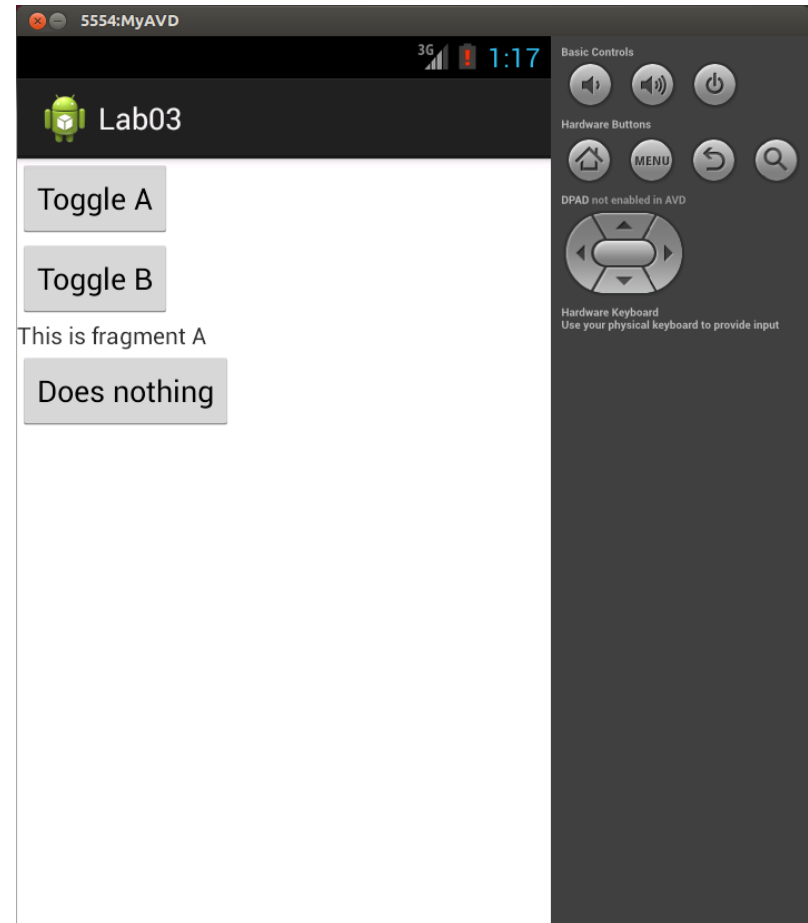 5554:MyAVD
3G 1:17
Lab03
Toggle A
Toggle B
This is fragment A
Does nothing
Basic Controls
Hardware Buttons
MENU
DPAD not enabled in AVD
Hardware Keyboard
Use your physical keyboard to provide input